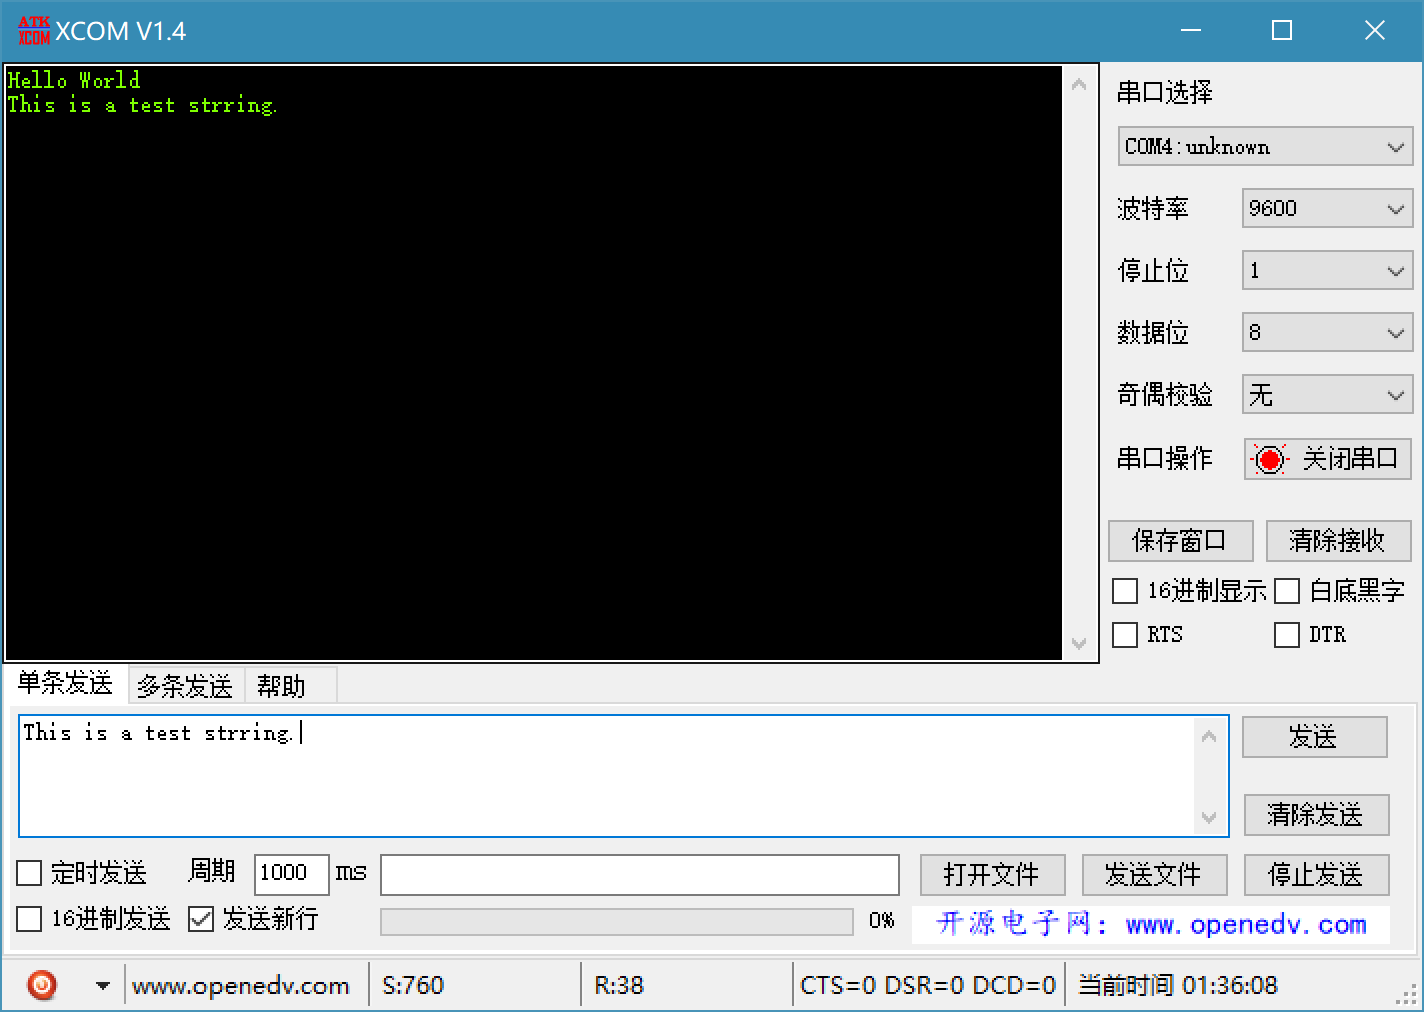 ATK
XCOM
XCOM V1.4
Hello World
This is a test strring.
串口选择
COM4:unknown
波特率 9600
停止位 1
数据位 8
奇偶校验 无
串口操作 关闭串口
保存窗口 清除接收
16进制显示 白底黑字
RTS DTR
单条发送 多条发送 帮助
This is a test strring.
发送
清除发送
定时发送 周期 1000 ms 打开文件 发送文件 停止发送
16进制发送 发送新行 0% 开源电子网：www.openedv.com
www.openedv.com S:760 R:38 CTS=0 DSR=0 DCD=0 当前时间 01:36:08